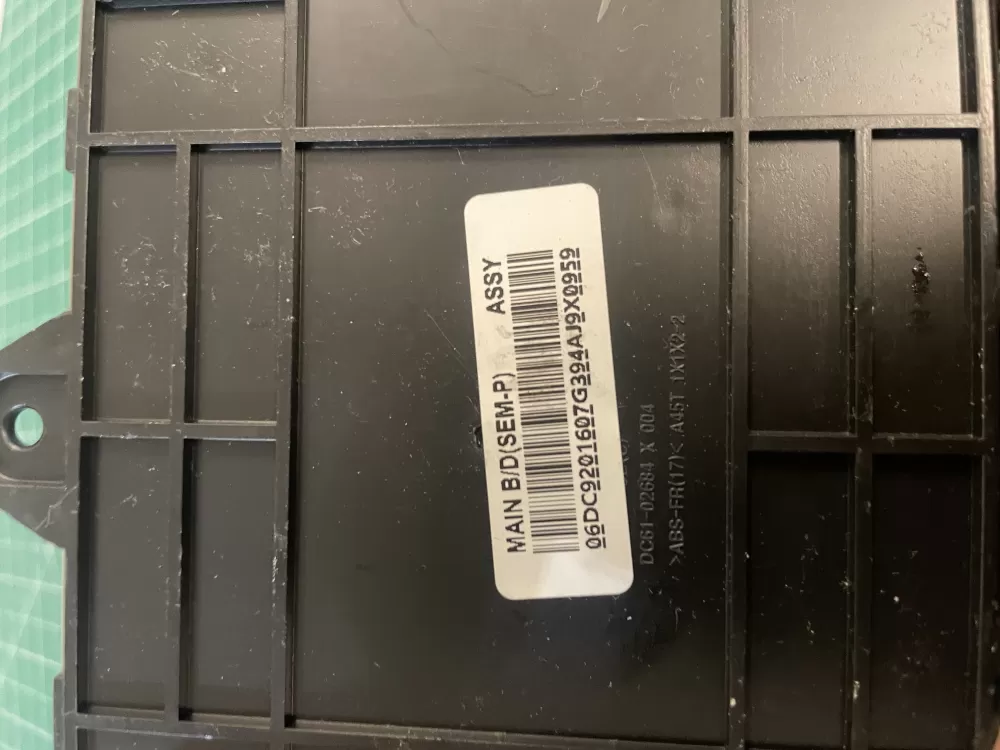 MAIN B/D(SEM-P) ASSY
06DC9201607G394AJ9X0959
DC61-02684 X 004
>ABS-FR(17)< A45T 1X1X2-2